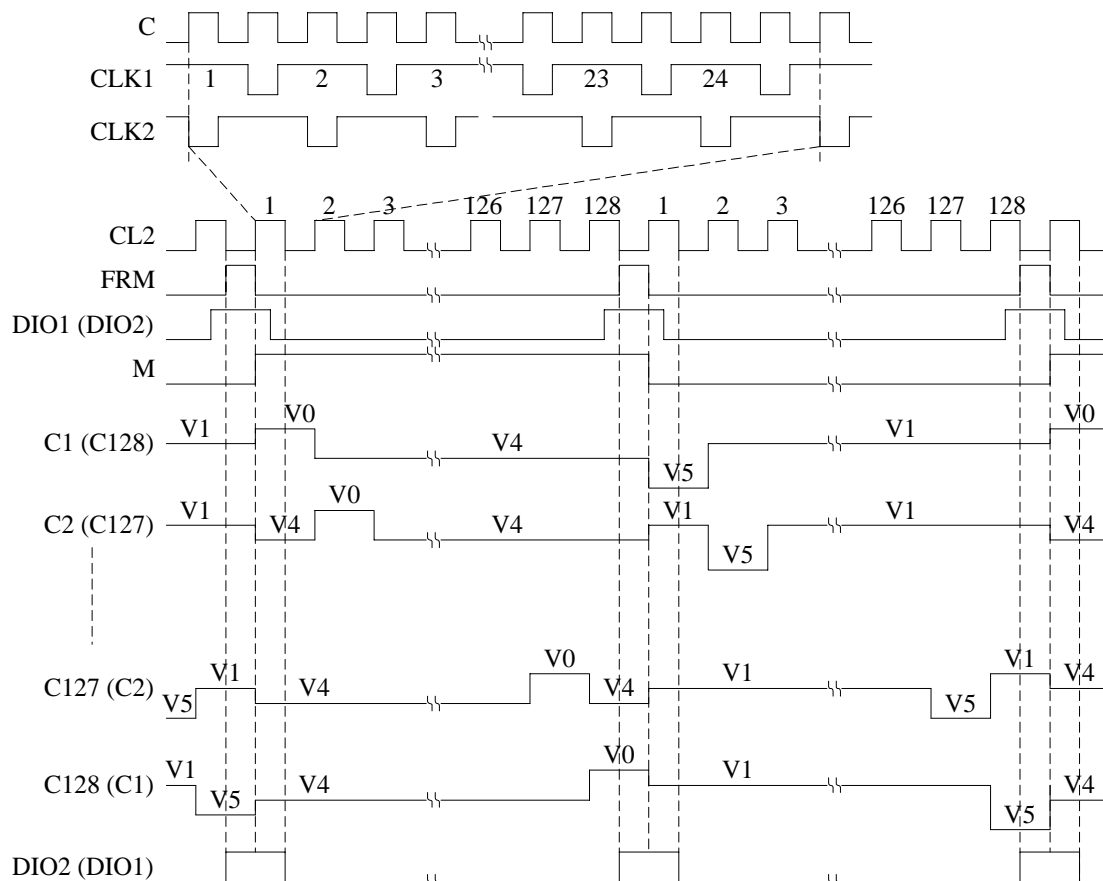 C
CLK1 1 2 3 23 24
CLK2
1 2 3 126 127 128 1 2 3 126 127 128
CL2
FRM
DIO1 (DIO2)
M
V1 V0 V4 V5 V1 V0
C1 (C128)
V1 V4 V0 V4 V1 V5 V1 V4
C2 (C127)
V5 V1 V4 V0 V4 V1 V5 V1 V4
C127 (C2)
V1 V5 V4 V0 V1 V5 V4
C128 (C1)
DIO2 (DIO1)